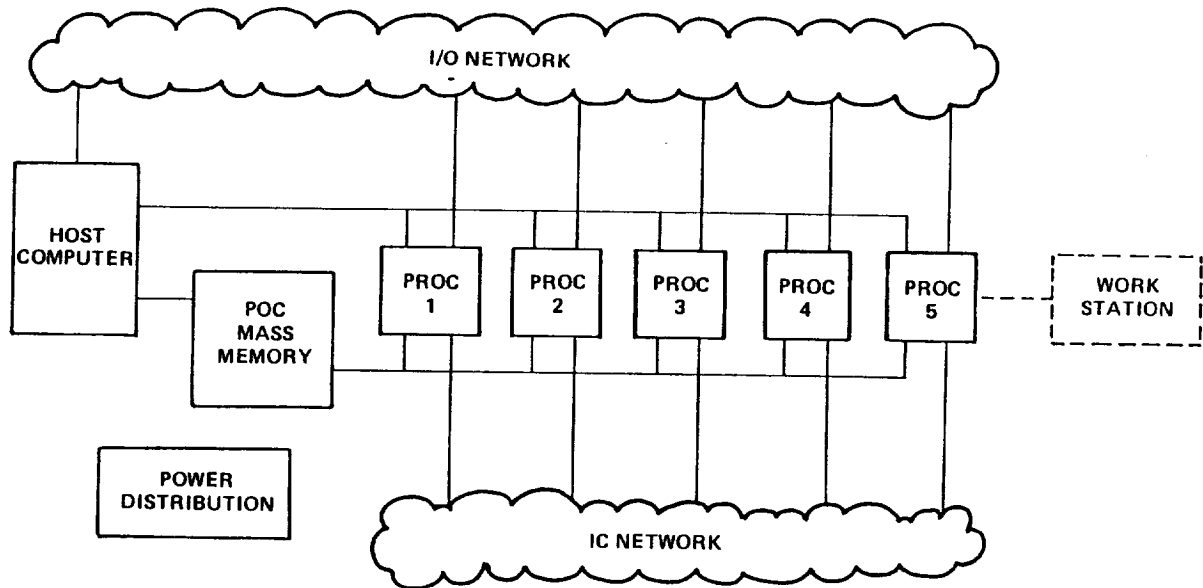 I/O NETWORK
HOST
COMPUTER
POC
MASS
MEMORY
PROC
1
PROC
2
PROC
3
PROC
4
PROC
5
WORK
STATION
POWER
DISTRIBUTION
IC NETWORK